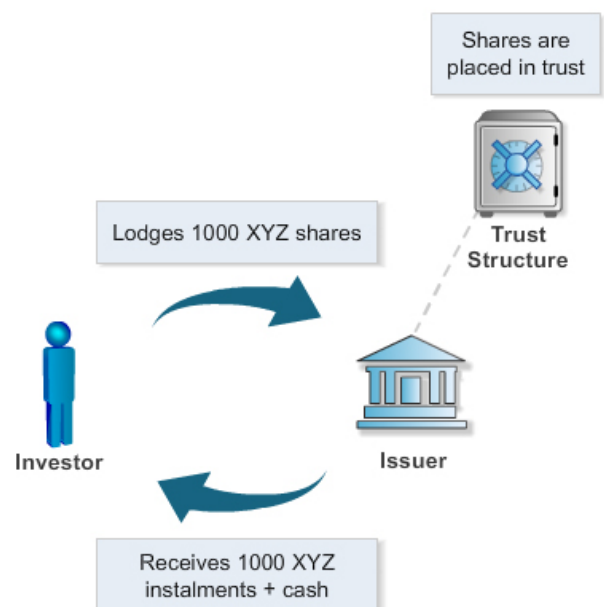 Shares are
placed in trust
Trust
Structure
Lodges 1000 XYZ shares
Investor
Issuer
Receives 1000 XYZ
instalments + cash